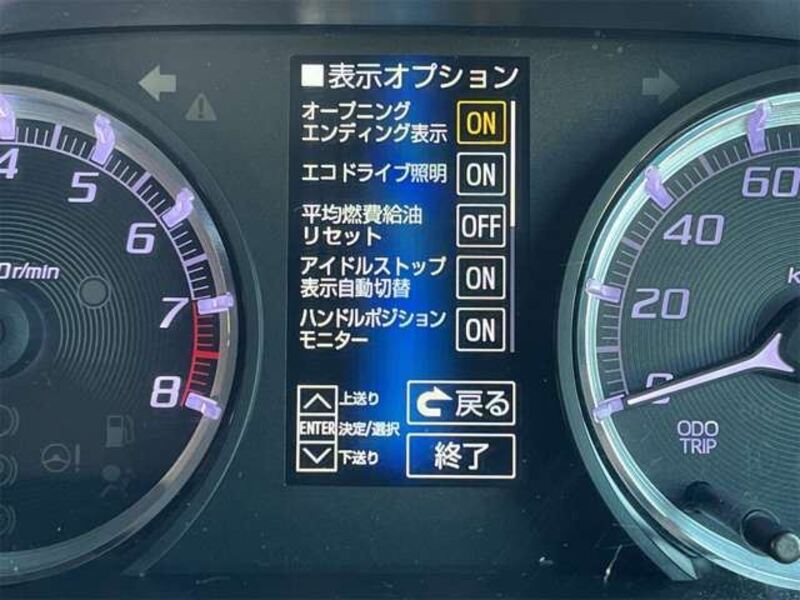 ■表示オプション
オープニング
エンディング表示 ON
エコドライブ照明 ON
平均燃費給油
リセット OFF
アイドルストップ
表示自動切替 ON
ハンドルポジション
モニター ON
上送り
ENTER 決定/選択
下送り
戻る
終了
4
5
6
7
8
0r/min
0
20
40
60
k
ODO
TRIP